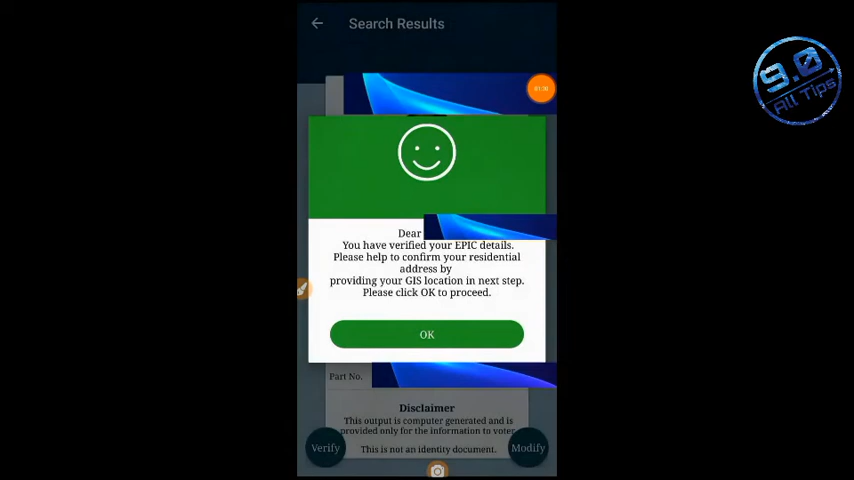 Search Results
01:30
9.0
All Tips
Dear
You have verified your EPIC details.
Please help to confirm your residential
address by
providing your GIS location in next step.
Please click OK to proceed.
OK
Part No.
Disclaimer
This output is computer generated and is
provided only for the information to voter.
This is not an identity document.
Verify
Modify